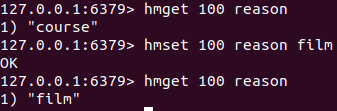 127.0.0.1:6379> hmget 100 reason
1) "course"
127.0.0.1:6379> hmset 100 reason film
OK
127.0.0.1:6379> hmget 100 reason
1) "film"